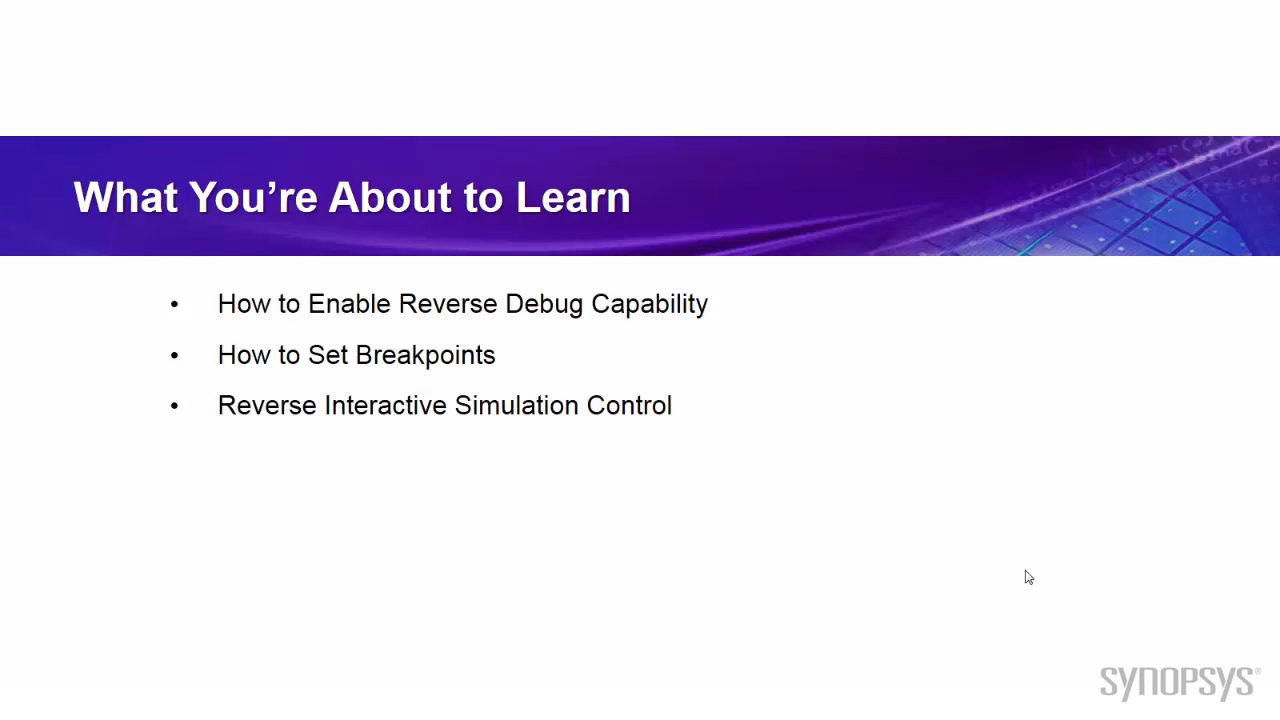 What You're About to Learn
• How to Enable Reverse Debug Capability
• How to Set Breakpoints
• Reverse Interactive Simulation Control
SYNOPSYS®